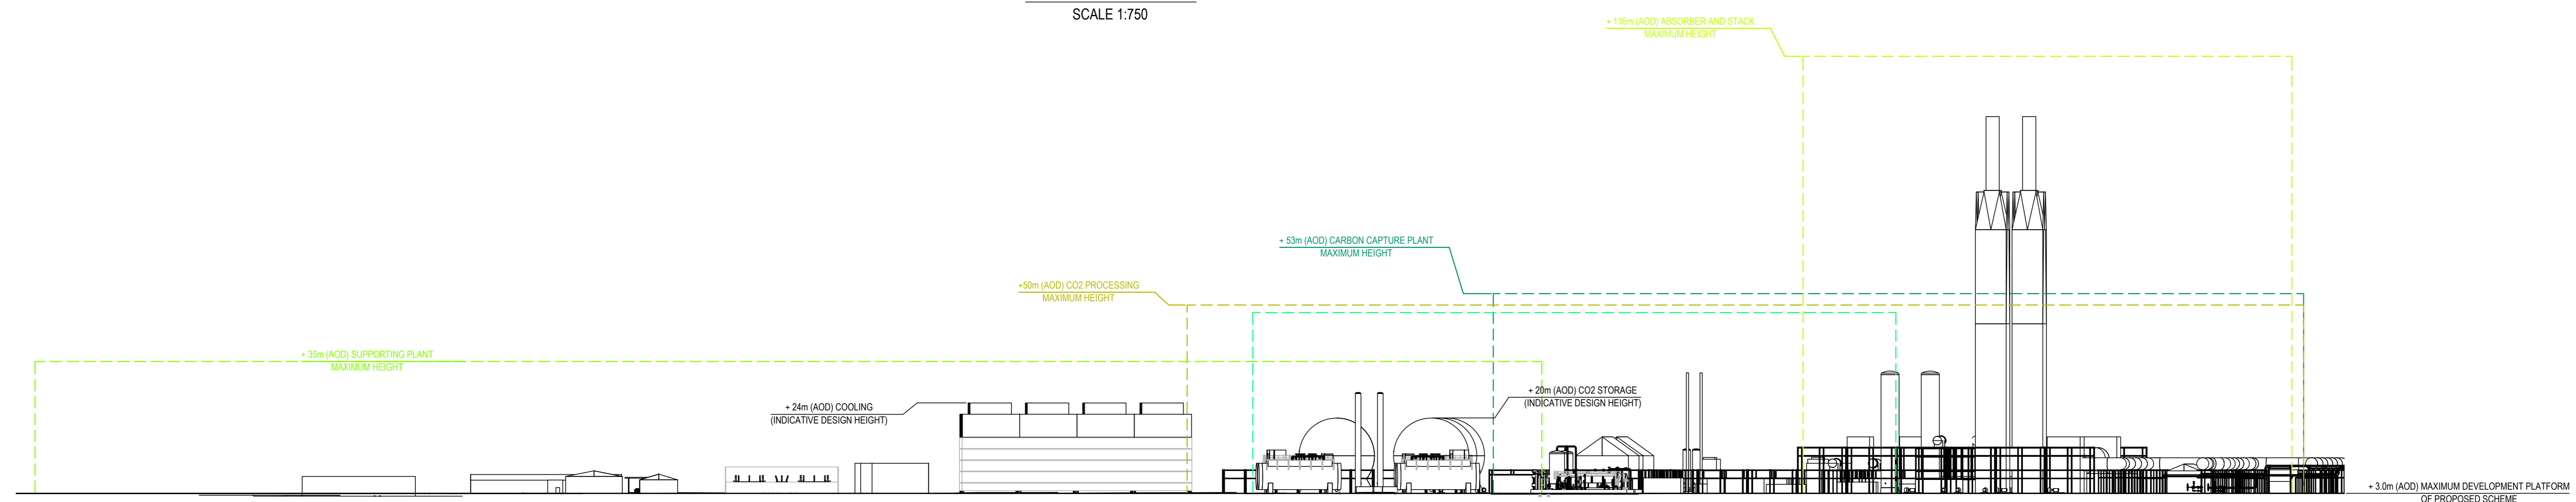 SCALE 1:750
+ 116m (AOD) ABSORBER AND STACK
MAXIMUM HEIGHT
+ 53m (AOD) CARBON CAPTURE PLANT
MAXIMUM HEIGHT
+50m (AOD) CO2 PROCESSING
MAXIMUM HEIGHT
+ 35m (AOD) SUPPORTING PLANT
MAXIMUM HEIGHT
+ 24m (AOD) COOLING
(INDICATIVE DESIGN HEIGHT)
+ 20m (AOD) CO2 STORAGE
(INDICATIVE DESIGN HEIGHT)
+ 3.0m (AOD) MAXIMUM DEVELOPMENT PLATFORM
OF PROPOSED SCHEME